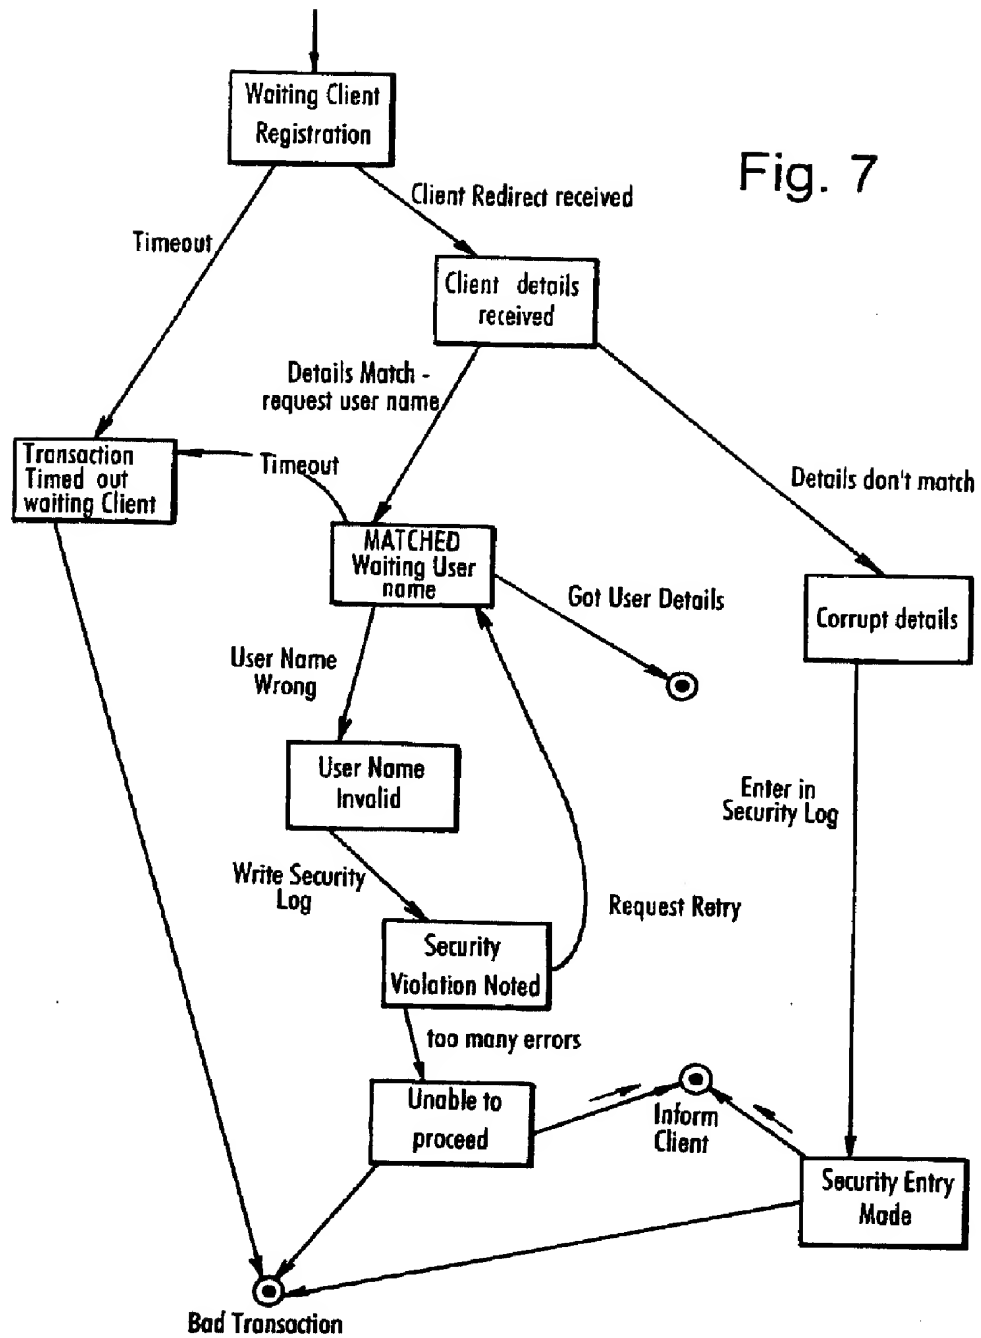 Waiting Client
Registration
Fig. 7
Client Redirect received
Timeout
Client details
received
Details Match -
request user name
Transaction
Timed out
waiting Client
Timeout
Details don't match
MATCHED
Waiting User
name
Got User Details
Corrupt details
User Name
Wrong
User Name
Invalid
Enter in
Security Log
Write Security
Log
Request Retry
Security
Violation Noted
too many errors
Unable to
proceed
Inform
Client
Security Entry
Made
Bad Transaction